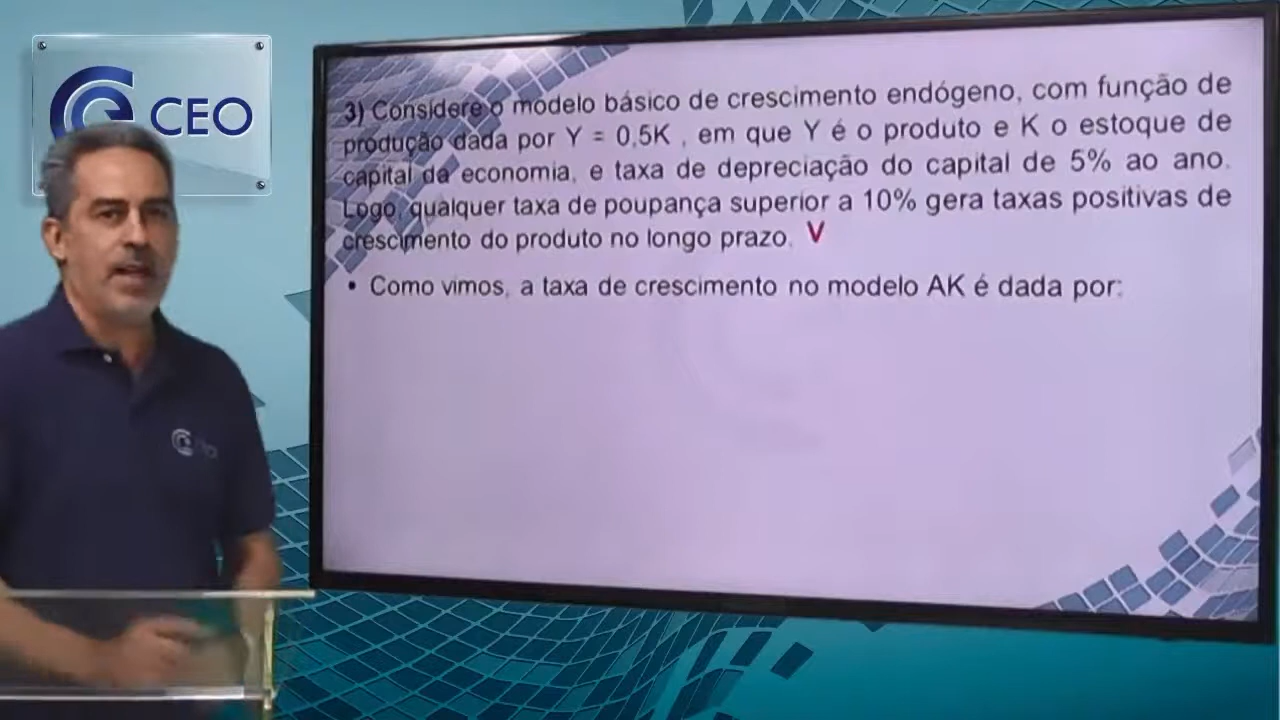 CEO
3) Considere o modelo básico de crescimento endógeno, com função de
produção dada por Y = 0,5K , em que Y é o produto e K o estoque de
capital da economia, e taxa de depreciação do capital de 5% ao ano.
Logo, qualquer taxa de poupança superior a 10% gera taxas positivas de
crescimento do produto no longo prazo. V
• Como vimos, a taxa de crescimento no modelo AK é dada por: